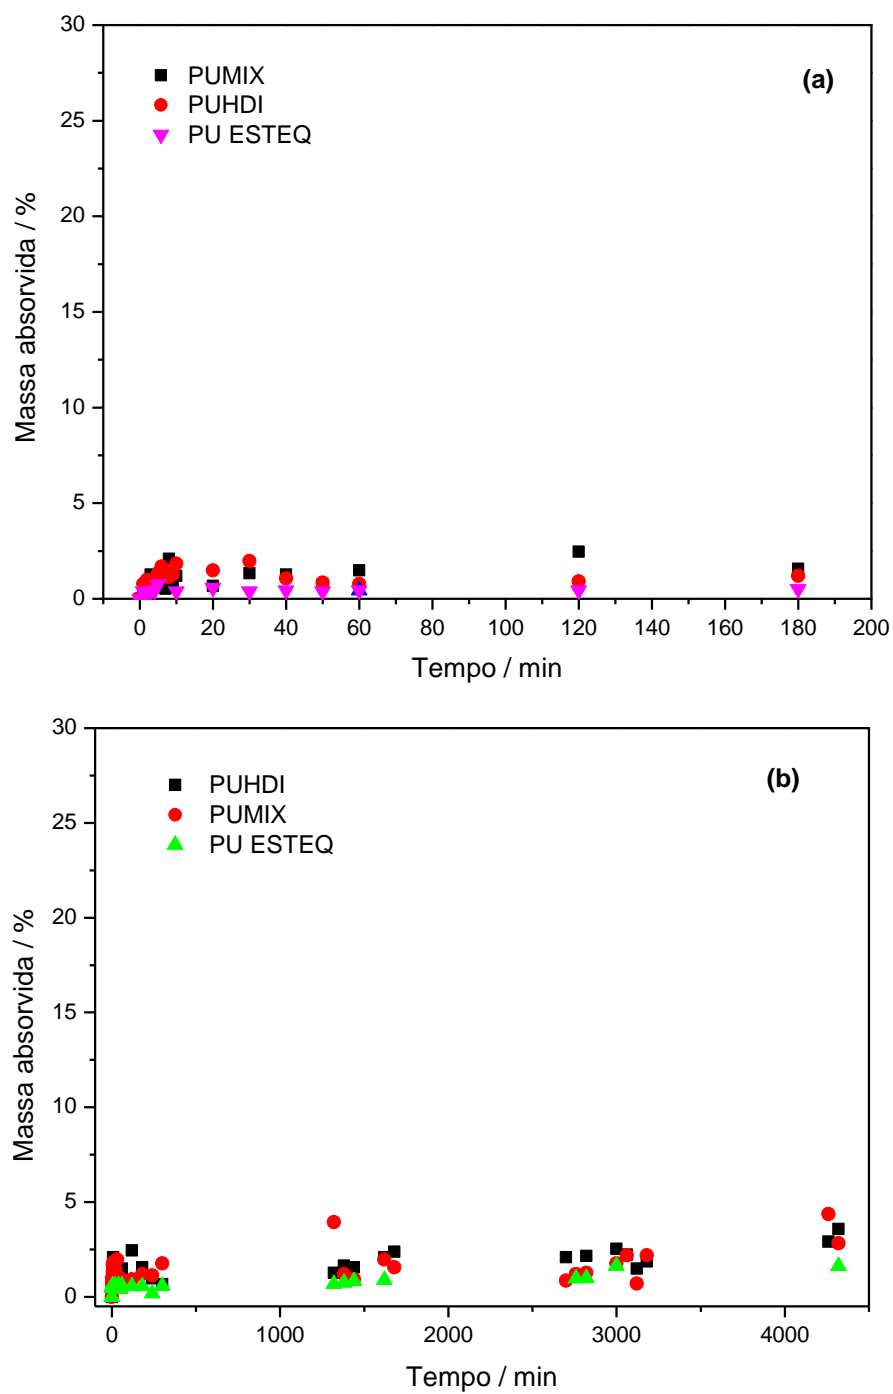 30
25
20
15
10
5
0
Massa absorvida / %
PUMIX
PUHDI
PU ESTEQ
(a)
0 20 40 60 80 100 120 140 160 180 200
Tempo / min
30
25
20
15
10
5
0
Massa absorvida / %
PUHDI
PUMIX
PU ESTEQ
(b)
0 1000 2000 3000 4000
Tempo / min